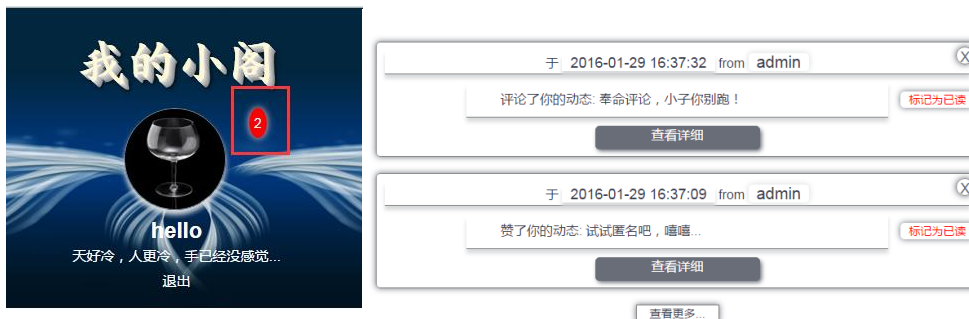 我的小阁
2
hello
天好冷，人更冷，手已经没感觉...
退出
于 2016-01-29 16:37:32 from admin
X
评论了你的动态: 奉命评论，小子你别跑！
标记为已读
查看详细
于 2016-01-29 16:37:09 from admin
X
赞了你的动态: 试试匿名吧，嘻嘻...
标记为已读
查看详细
查看更多...